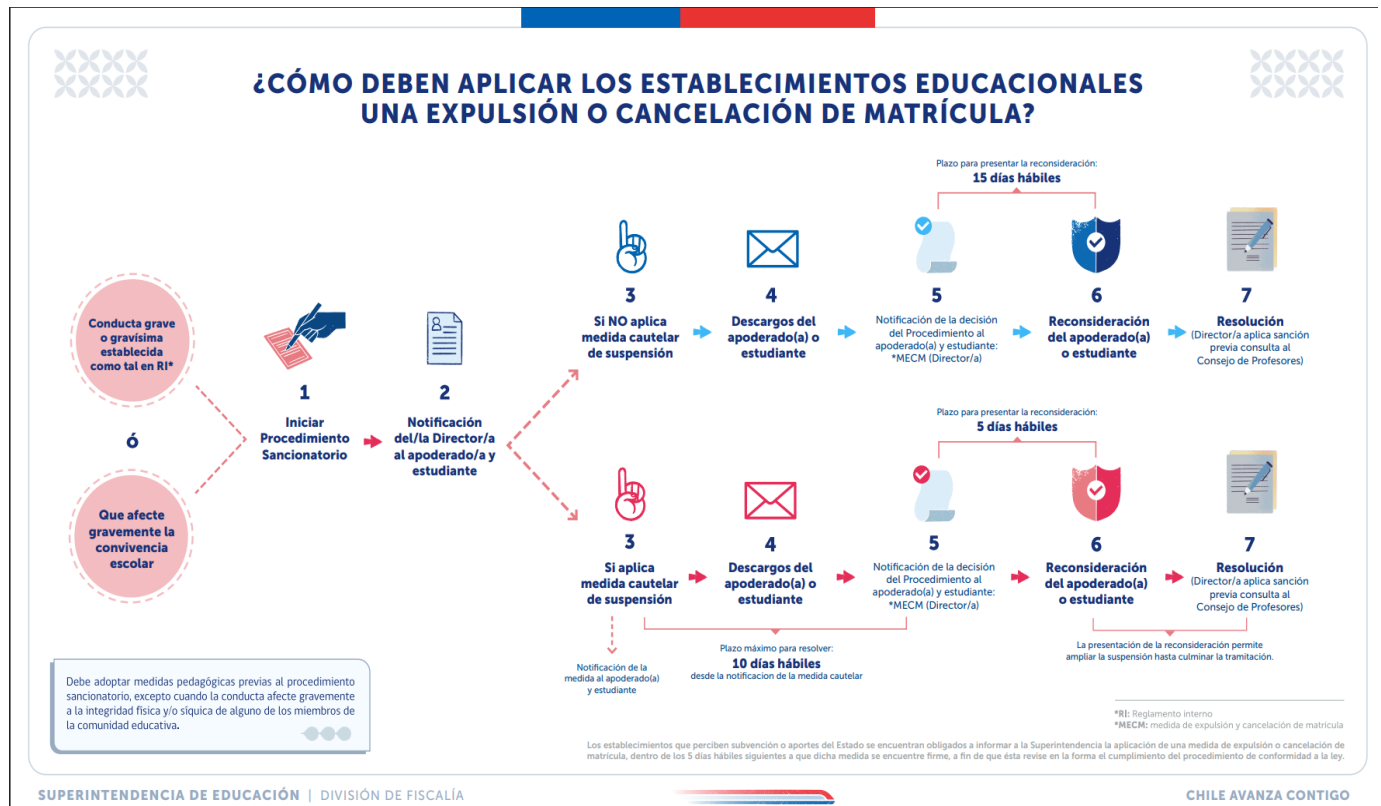 ¿CÓMO DEBEN APLICAR LOS ESTABLECIMIENTOS EDUCACIONALES
UNA EXPULSIÓN O CANCELACIÓN DE MATRÍCULA?
Conducta grave
o gravísima
establecida
como tal en RI*
ó
Que afecte
gravemente la
convivencia
escolar
1
Iniciar
Procedimiento
Sancionatorio
2
Notificación
del/la Director/a
al apoderado/a y
estudiante
3
Si NO aplica
medida cautelar
de suspensión
4
Descargos del
apoderado(a) o
estudiante
Plazo para presentar la reconsideración:
15 días hábiles
5
Notificación de la decisión
del Procedimiento al
apoderado(a) y estudiante:
*MECM (Director/a)
6
Reconsideración
del apoderado(a)
o estudiante
7
Resolución
(Director/a aplica sanción
previa consulta al
Consejo de Profesores)
3
Si aplica
medida cautelar
de suspensión
Notificación de la
medida al apoderado(a)
y estudiante
4
Descargos del
apoderado(a) o
estudiante
Plazo máximo para resolver:
10 días hábiles
desde la notificacion de la medida cautelar
Plazo para presentar la reconsideración:
5 días hábiles
5
Notificación de la decisión
del Procedimiento al
apoderado(a) y estudiante:
*MECM (Director/a)
6
Reconsideración
del apoderado(a)
o estudiante
7
Resolución
(Director/a aplica sanción
previa consulta al
Consejo de Profesores)
La presentación de la reconsideración permite
ampliar la suspensión hasta culminar la tramitación.
Debe adoptar medidas pedagógicas previas al procedimiento
sancionatorio, excepto cuando la conducta afecte gravemente
a la integridad física y/o síquica de alguno de los miembros de
la comunidad educativa.
*RI: Reglamento interno
*MECM: medida de expulsión y cancelación de matrícula
Los establecimientos que perciben subvención o aportes del Estado se encuentran obligados a informar a la Superintendencia la aplicación de una medida de expulsión o cancelación de
matrícula, dentro de los 5 días hábiles siguientes a que dicha medida se encuentre firme, a fin de que ésta revise en la forma el cumplimiento del procedimiento de conformidad a la ley.
SUPERINTENDENCIA DE EDUCACIÓN | DIVISIÓN DE FISCALÍA
CHILE AVANZA CONTIGO